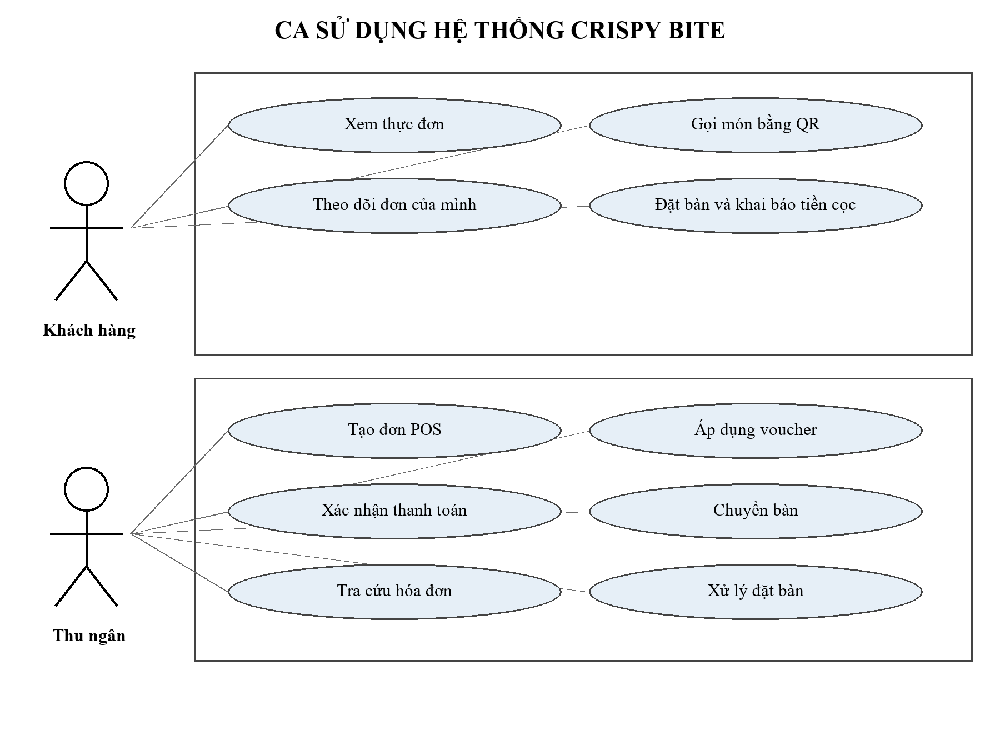 CA SỬ DỤNG HỆ THỐNG CRISPY BITE
Xem thực đơn
Gọi món bằng QR
Theo dõi đơn của mình
Đặt bàn và khai báo tiền cọc
Khách hàng
Tạo đơn POS
Áp dụng voucher
Xác nhận thanh toán
Chuyển bàn
Tra cứu hóa đơn
Xử lý đặt bàn
Thu ngân